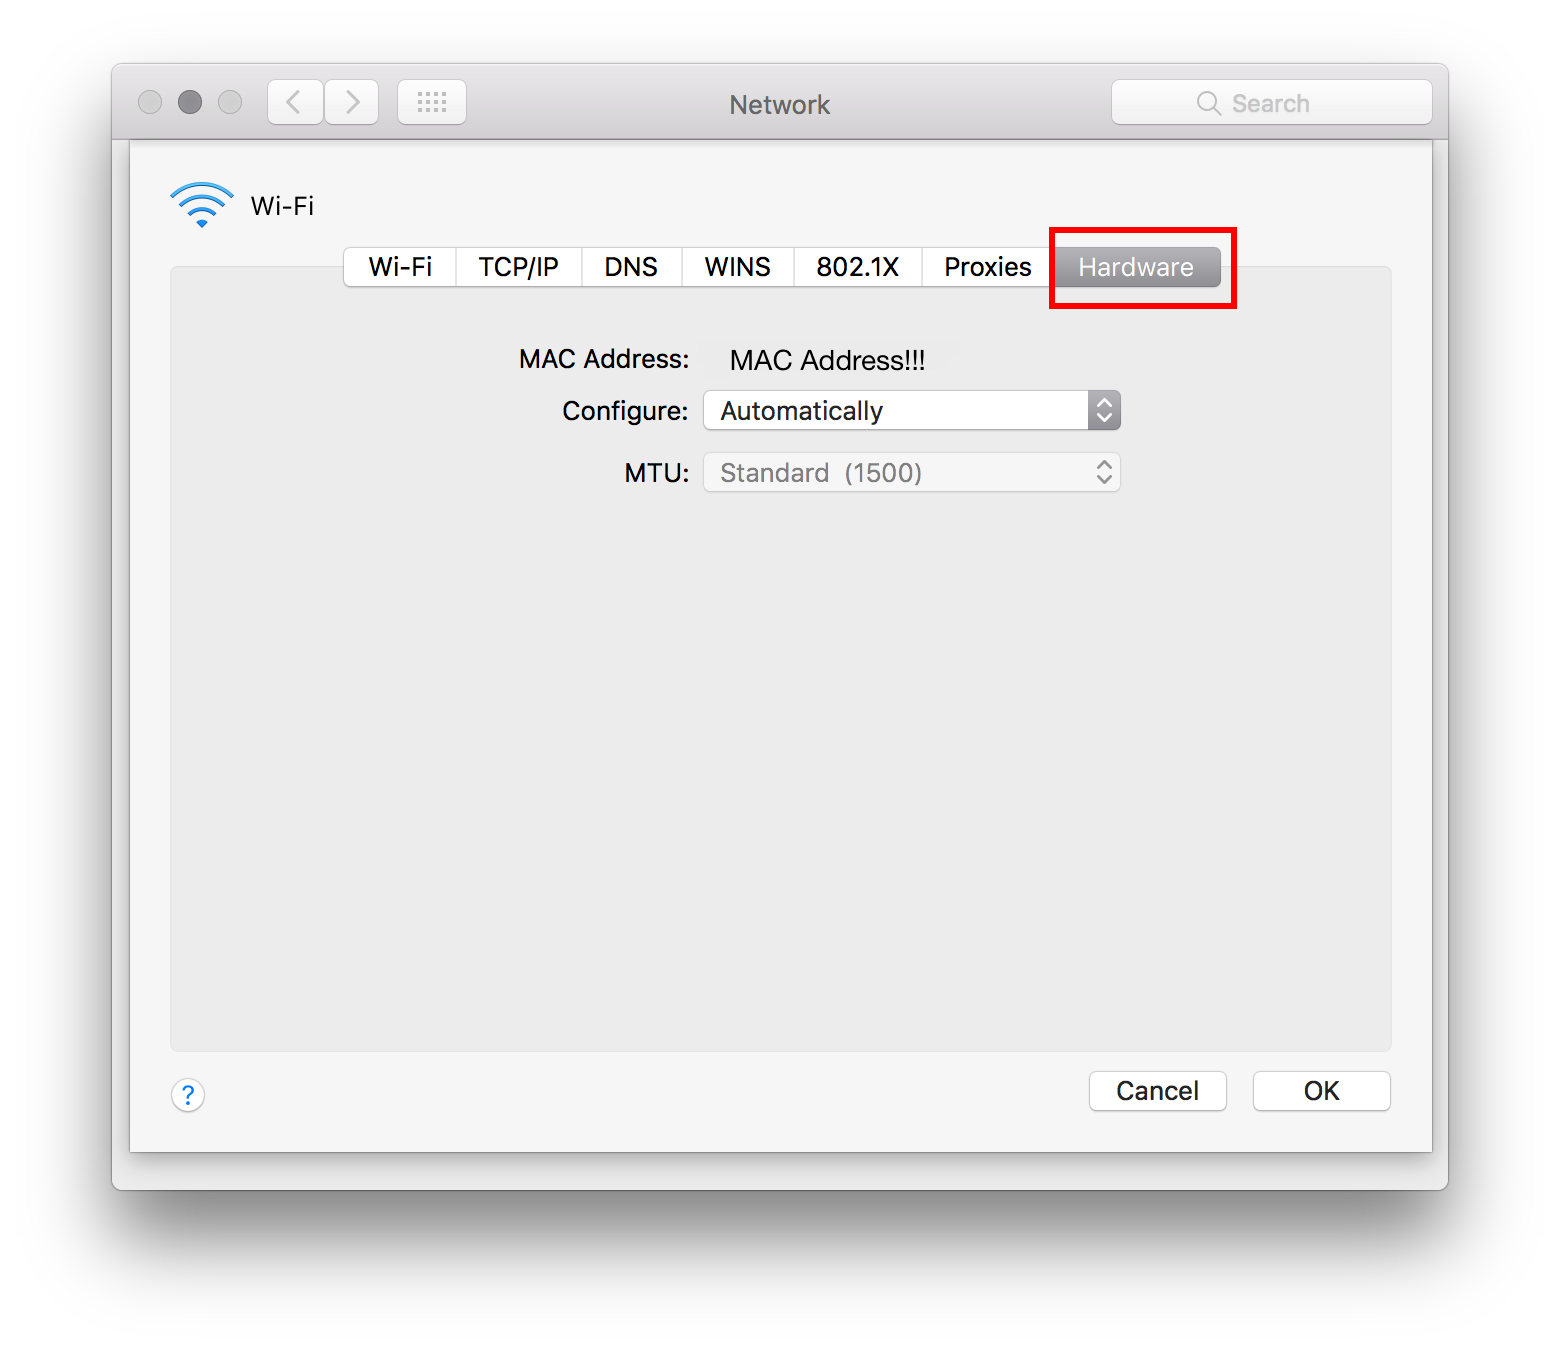 Network
Search
Wi-Fi
Wi-Fi TCP/IP DNS WINS 802.1X Proxies Hardware
MAC Address: MAC Address!!!
Configure: Automatically
MTU: Standard (1500)
? Cancel OK